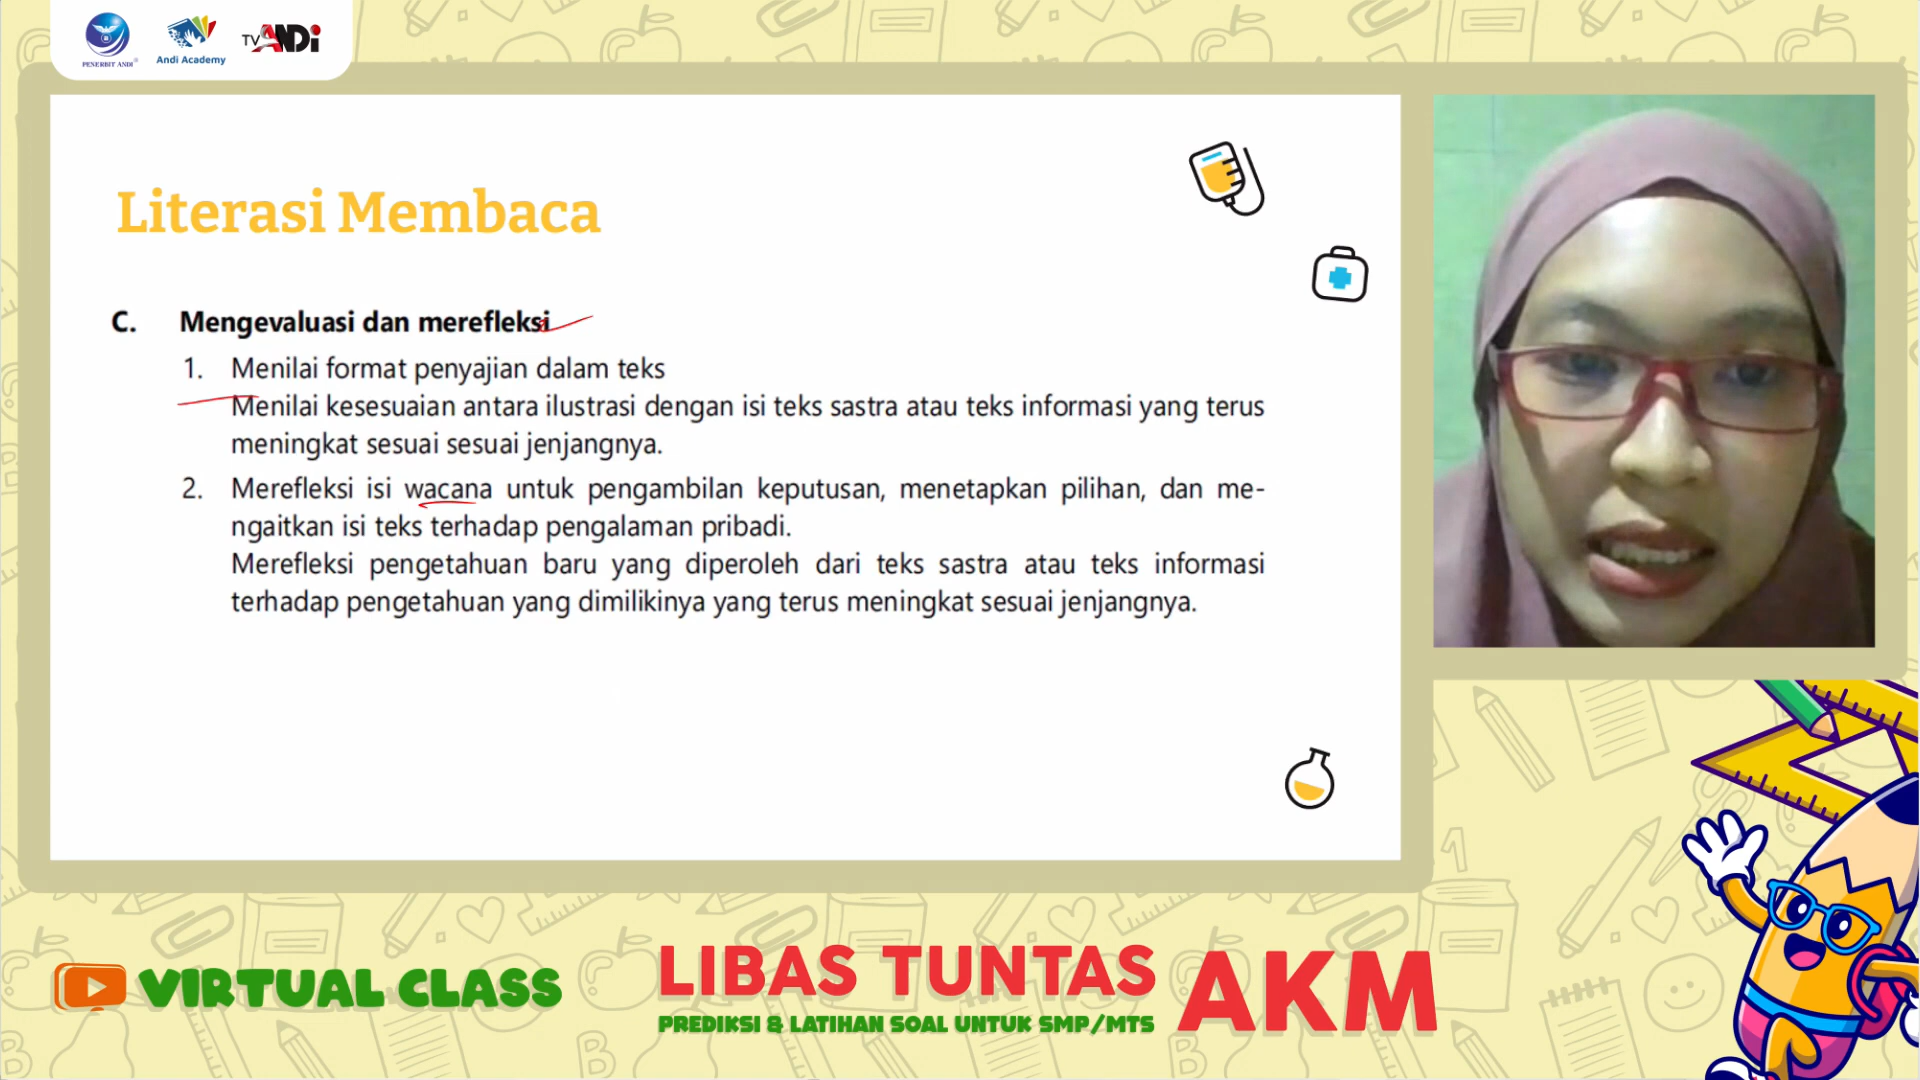 PENERBIT ANDI
Andi Academy
TV ANDi
Literasi Membaca
C. Mengevaluasi dan merefleksi
1. Menilai format penyajian dalam teks
Menilai kesesuaian antara ilustrasi dengan isi teks sastra atau teks informasi yang terus
meningkat sesuai sesuai jenjangnya.
2. Merefleksi isi wacana untuk pengambilan keputusan, menetapkan pilihan, dan me-
ngaitkan isi teks terhadap pengalaman pribadi.
Merefleksi pengetahuan baru yang diperoleh dari teks sastra atau teks informasi
terhadap pengetahuan yang dimilikinya yang terus meningkat sesuai jenjangnya.
VIRTUAL CLASS
LIBAS TUNTAS AKM
PREDIKSI & LATIHAN SOAL UNTUK SMP/MTS